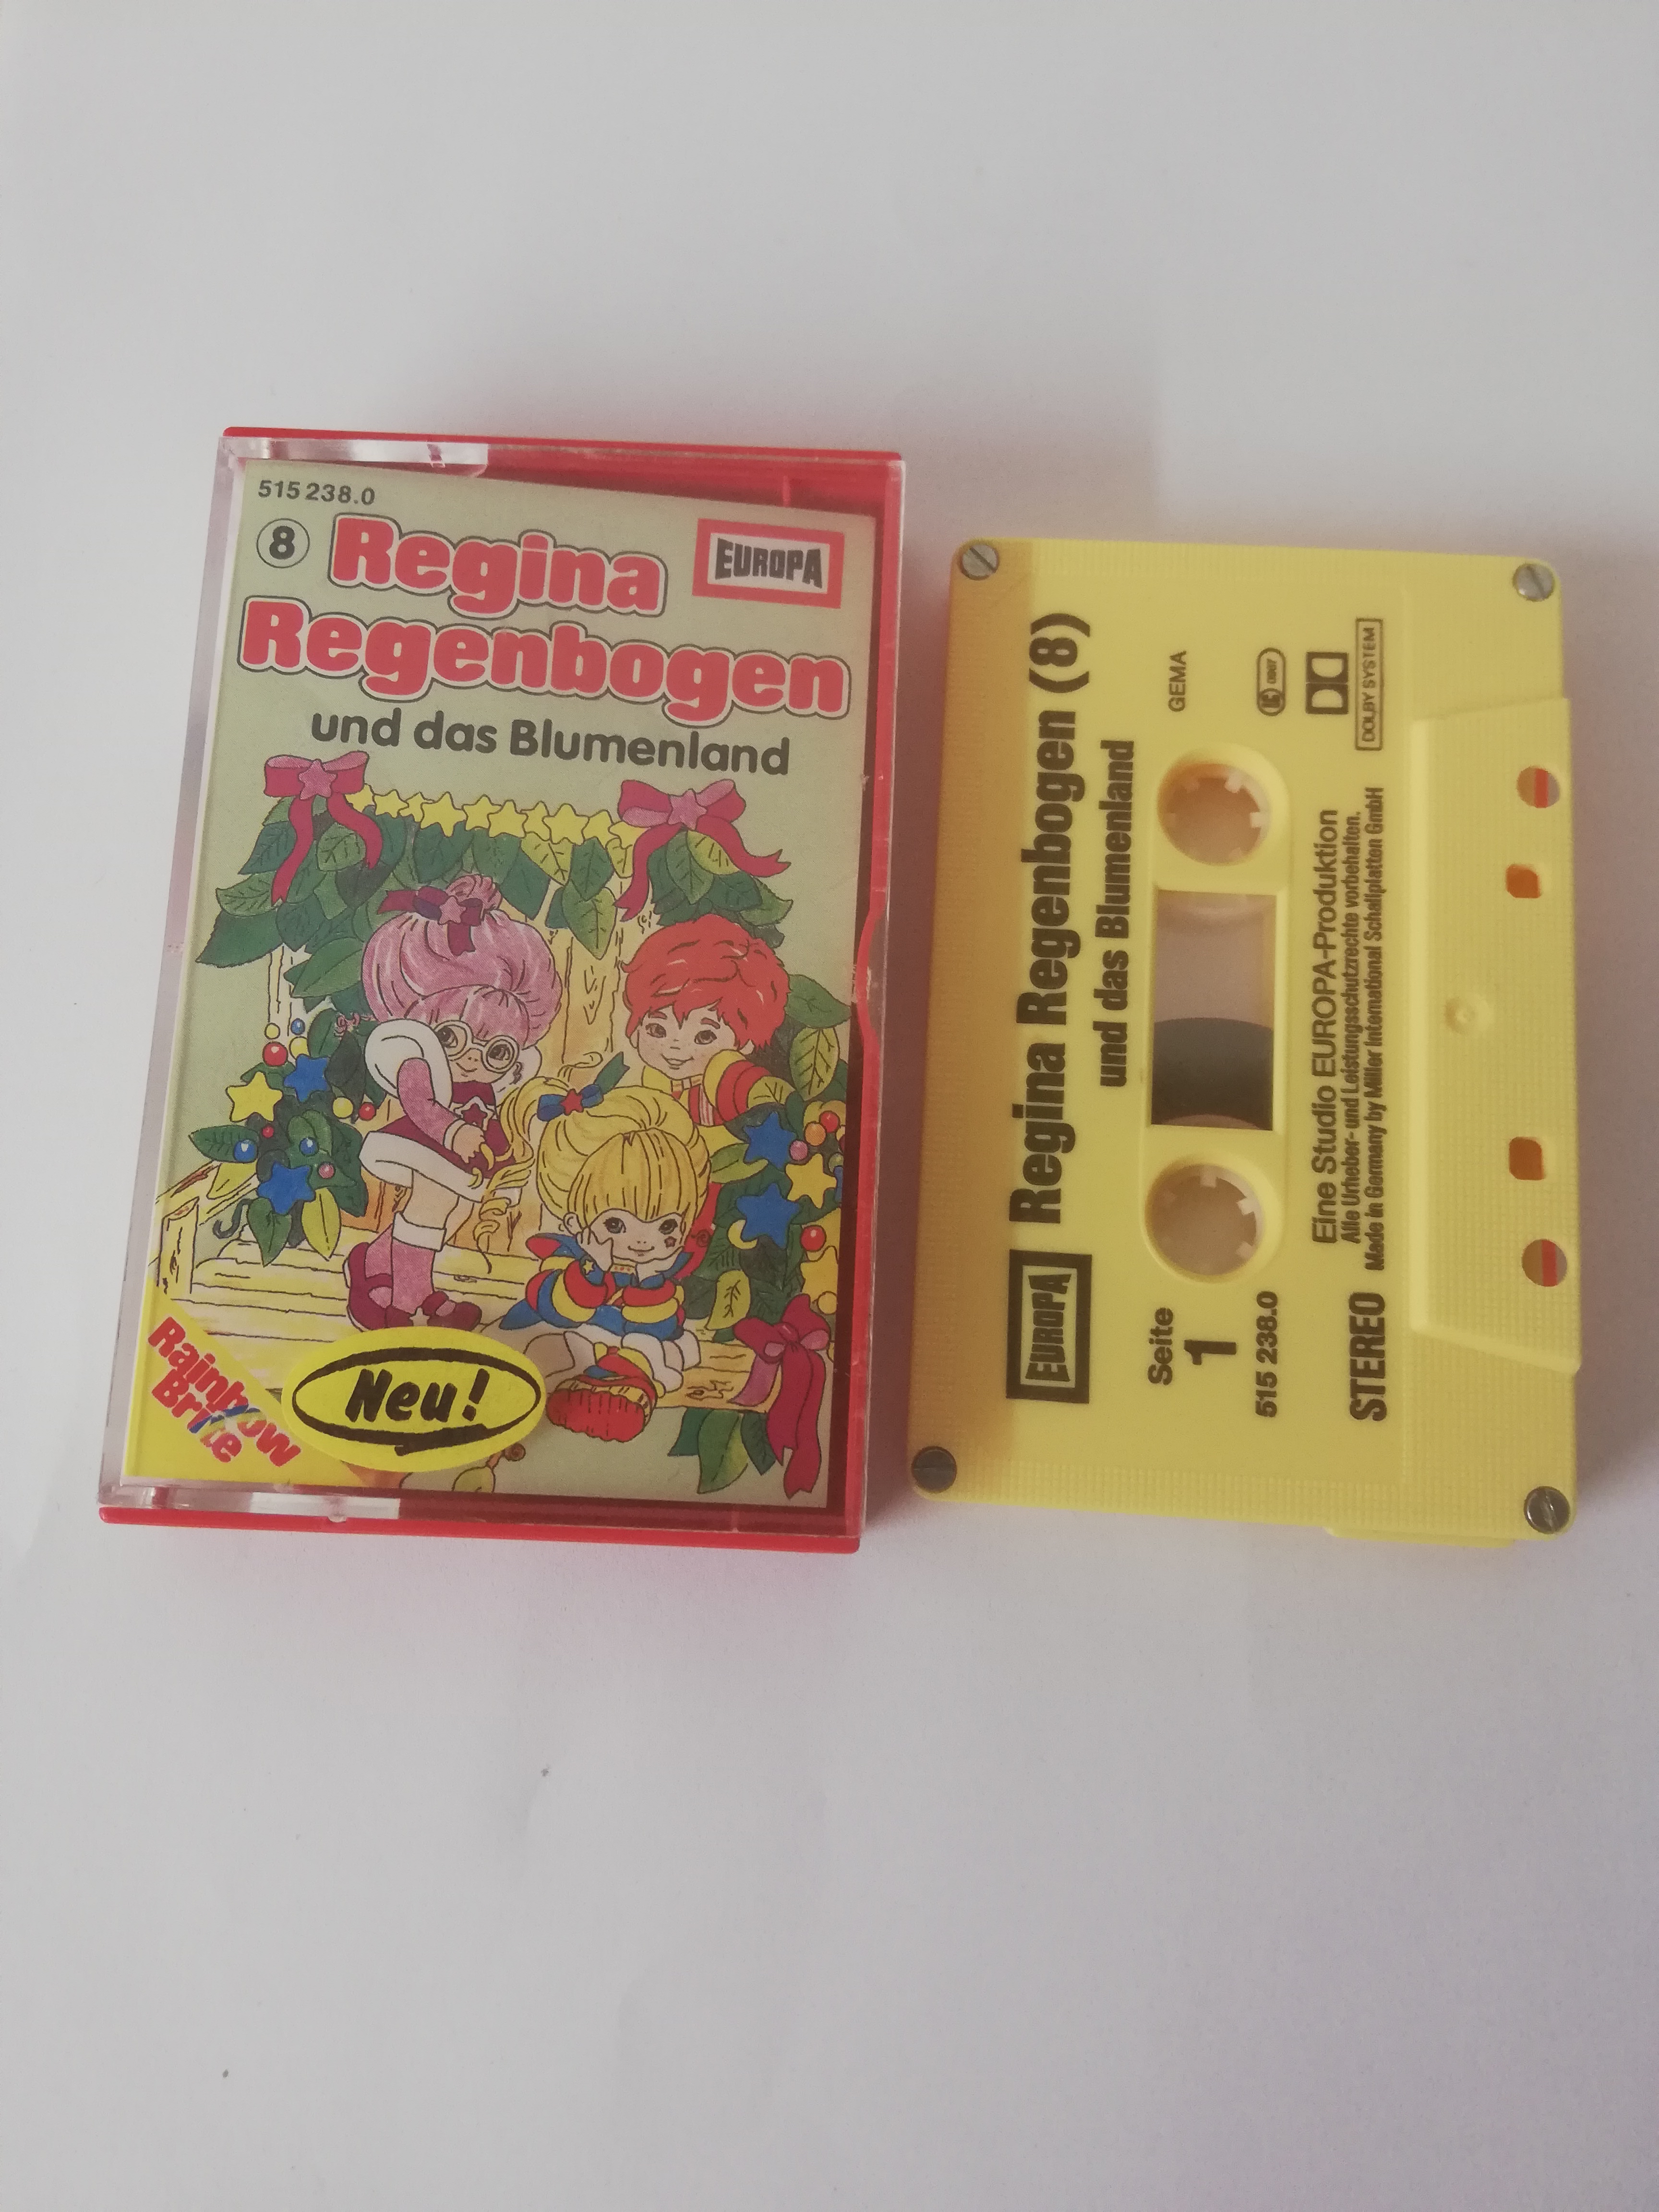 515 238.0
8 Regina
Regenbogen
und das Blumenland
EUROPA
Rainbow
Brite
Neu!
EUROPA Regina Regenbogen (8)
und das Blumenland
Seite
1
GEMA
515 238.0
DOLBY SYSTEM
Eine Studio EUROPA-Produktion
Alle Urheber- und Leistungsschutzrechte vorbehalten.
STEREO Made in Germany by Miller International Schallplatten GmbH